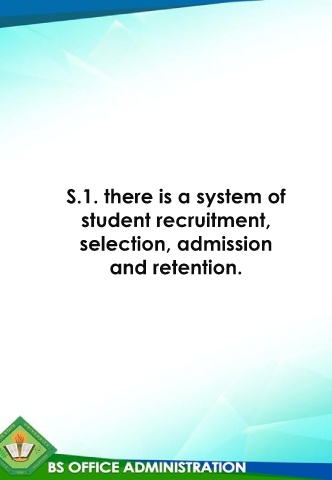 S.1. there is a system of
student recruitment,
selection, admission
and retention.
BS OFFICE ADMINISTRATION